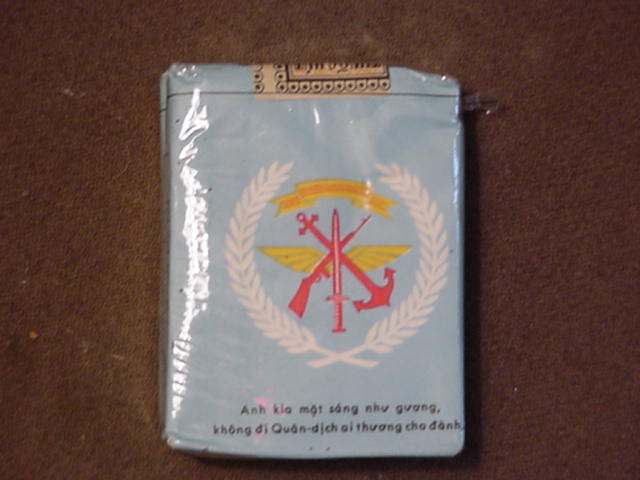 Anh kia mặt sáng như gương,
không đi Quân-dịch ai thương cho đành.